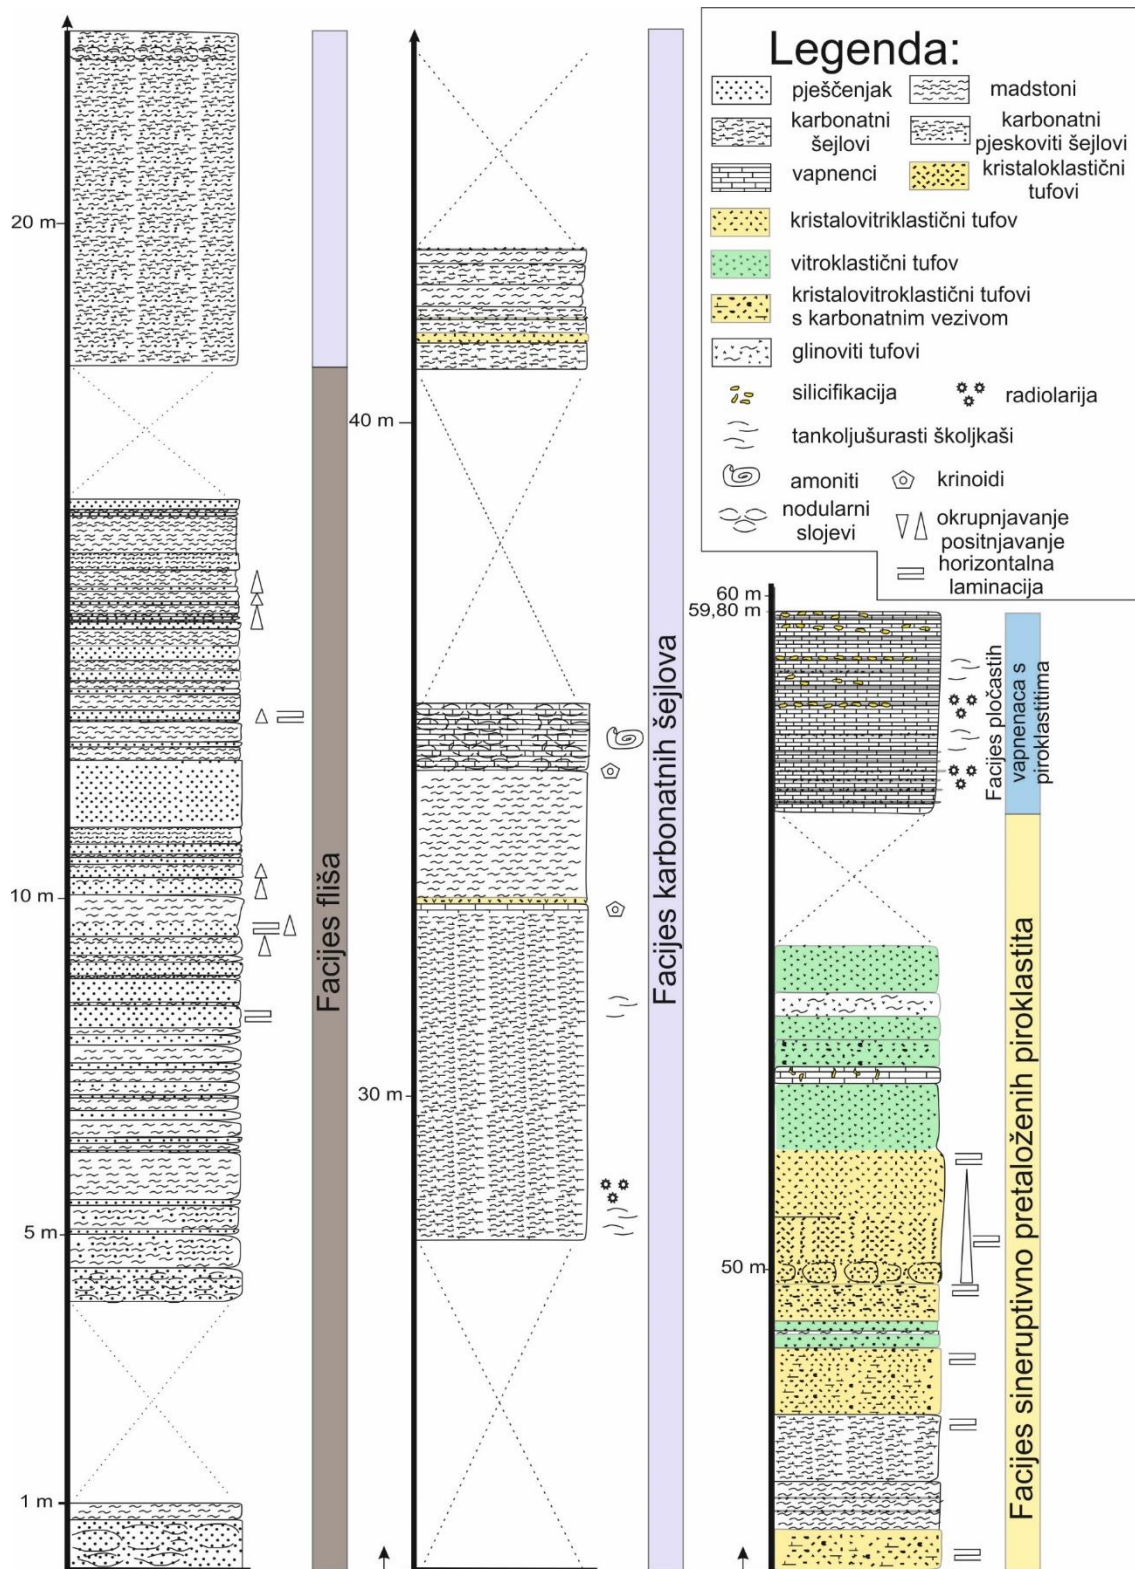 Legenda:
pješčenjak
madstoni
karbonatni
šejlovi
karbonatni
pjeskoviti šejlovi
vapnenci
kristaloklastični
tufovi
kristalovitriklastični tufov
vitroklastični tufov
kristalovitroklastični tufovi
s karbonatnim vezivom
glinoviti tufovi
silicifikacija
radiolarija
tankoljušurasti školjkaši
amoniti
krinoidi
nodularni
slojevi
okrupnjavanje
positnjavanje
horizontalna
laminacija
20 m
10 m
5 m
1 m
Facijes fliša
40 m
30 m
Facijes karbonatnih šejlova
60 m
59,80 m
50 m
Facijes pločastih
vapnenaca s
piroklastitima
Facijes sineruptivno pretaloženih piroklastita